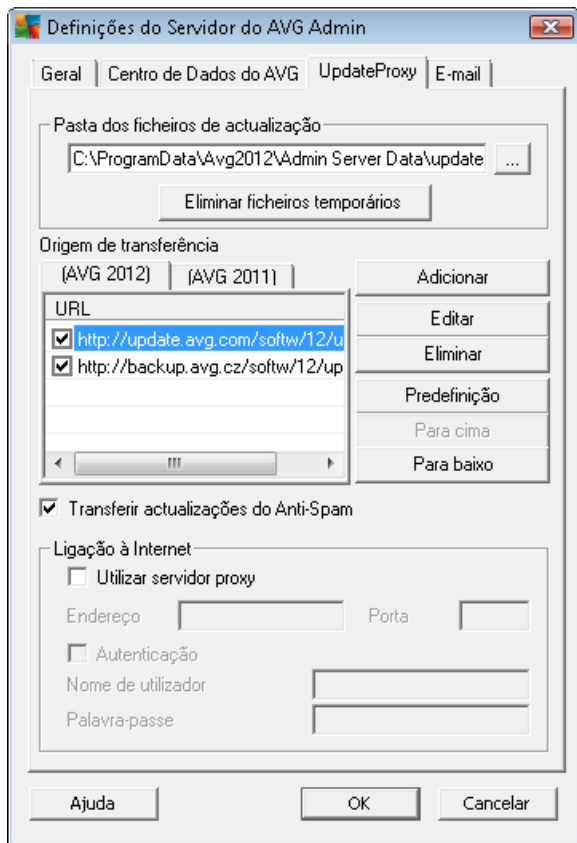 Definições do Servidor do AVG Admin
Geral
Centro de Dados do AVG
UpdateProxy
E-mail
Pasta dos ficheiros de actualização
C:\ProgramData\Avg2012\Admin Server Data\update
...
Eliminar ficheiros temporários
Origem de transferência
(AVG 2012)
(AVG 2011)
Adicionar
URL
Editar
http://update.avg.com/softw/12/u
Eliminar
http://backup.avg.cz/softw/12/up
Predefinição
Para cima
Para baixo
Transferir actualizações do Anti-Spam
Ligação à Internet
Utilizar servidor proxy
Endereço
Porta
Autenticação
Nome de utilizador
Palavra-passe
Ajuda
OK
Cancelar